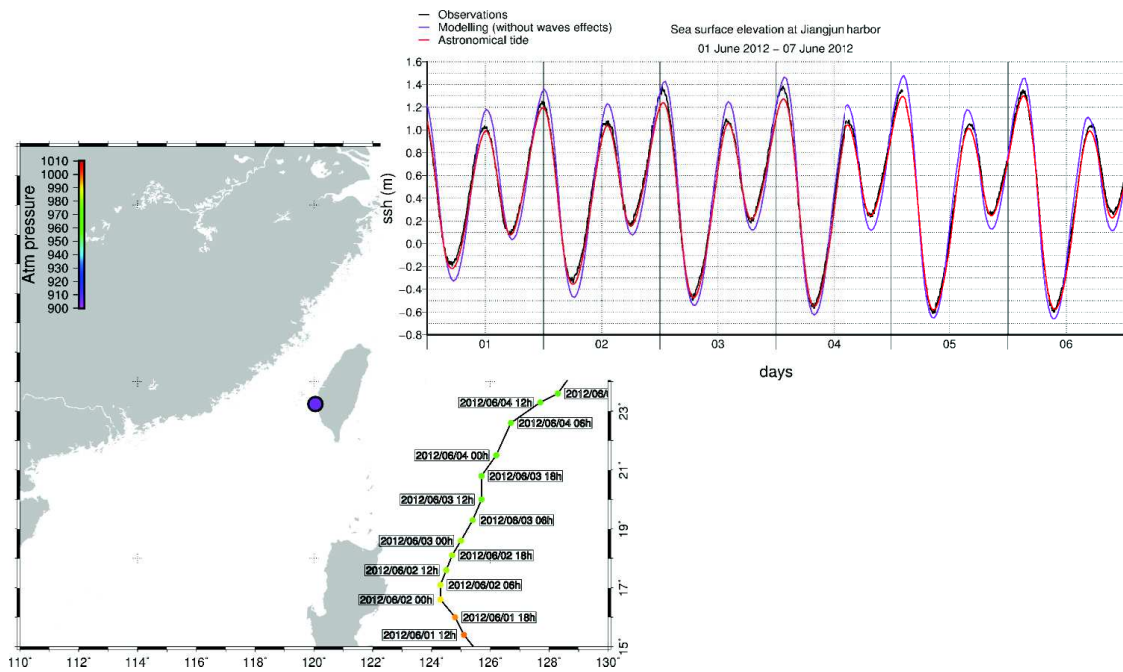 Observations
Modelling (without waves effects)
Astronomical tide
Sea surface elevation at Jiangjun harbor
01 June 2012 − 07 June 2012
1.6
1.4
1.2
1.0
0.8
0.6
0.4
0.2
0.0
−0.2
−0.4
−0.6
−0.8
ssh (m)
01 02 03 04 05 06
days
Atm pressure
1010
990
980
970
960
950
940
930
920
910
900
2012/06/04 12h
2012/06/04 06h
2012/06/04 00h
2012/06/03 18h
2012/06/03 12h
2012/06/03 06h
2012/06/03 00h
2012/06/02 18h
2012/06/02 12h
2012/06/02 06h
2012/06/02 00h
2012/06/01 18h
2012/06/01 12h
23°
21°
19°
17°
15°
110° 112° 114° 116° 118° 120° 122° 124° 126° 128° 130°